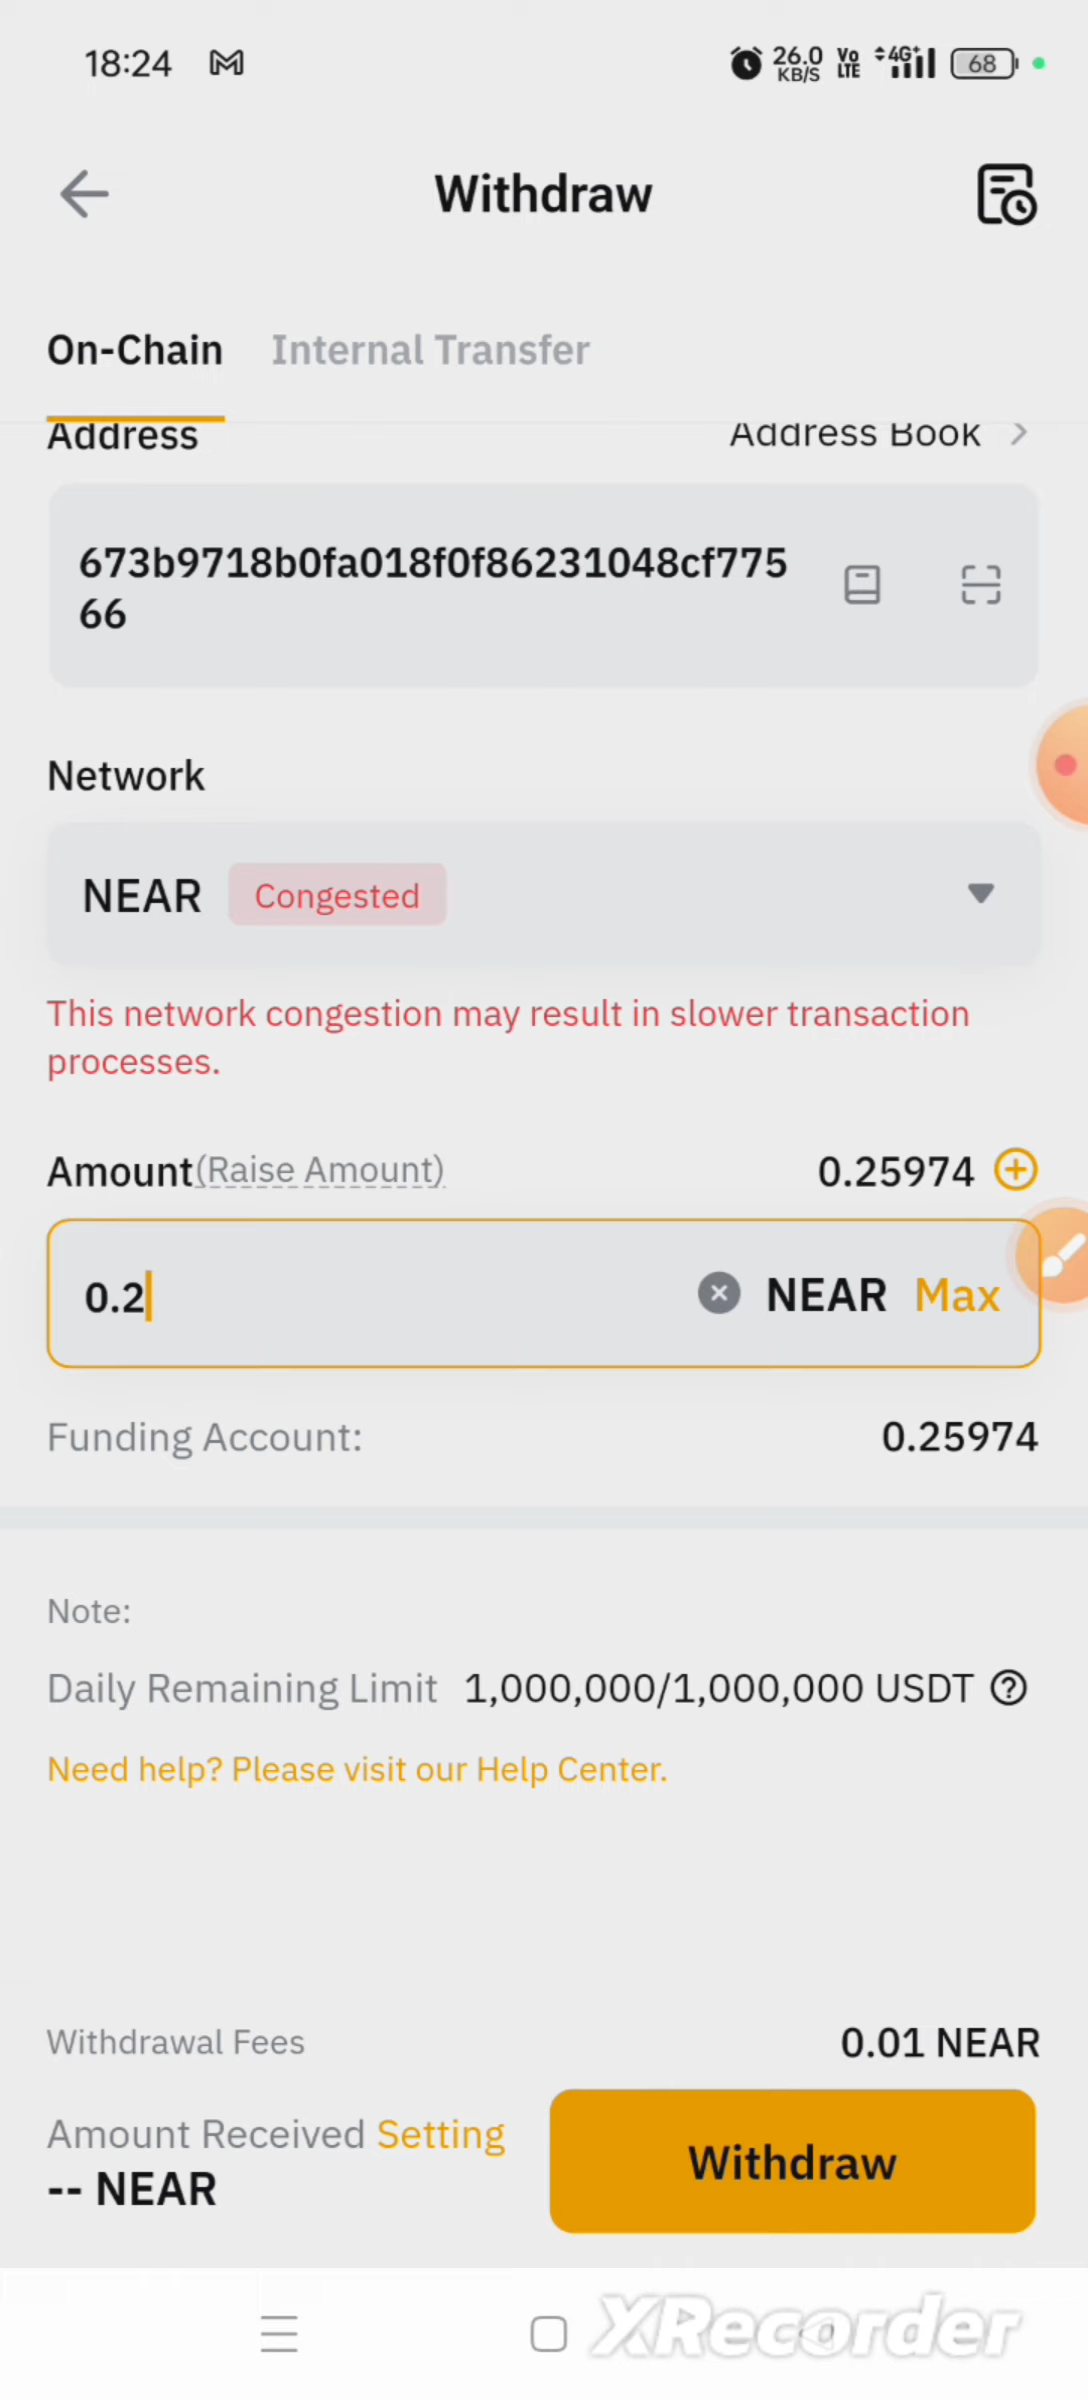 18:24 26.0 KB/S Vo LTE 4G+ 68
Withdraw
On-Chain Internal Transfer
Address Address Book
673b9718b0fa018f0f86231048cf775
66
Network
NEAR Congested
This network congestion may result in slower transaction
processes.
Amount(Raise Amount) 0.25974
0.2 NEAR Max
Funding Account: 0.25974
Note:
Daily Remaining Limit 1,000,000/1,000,000 USDT
Need help? Please visit our Help Center.
Withdrawal Fees 0.01 NEAR
Amount Received Setting
-- NEAR
Withdraw
XRecorder